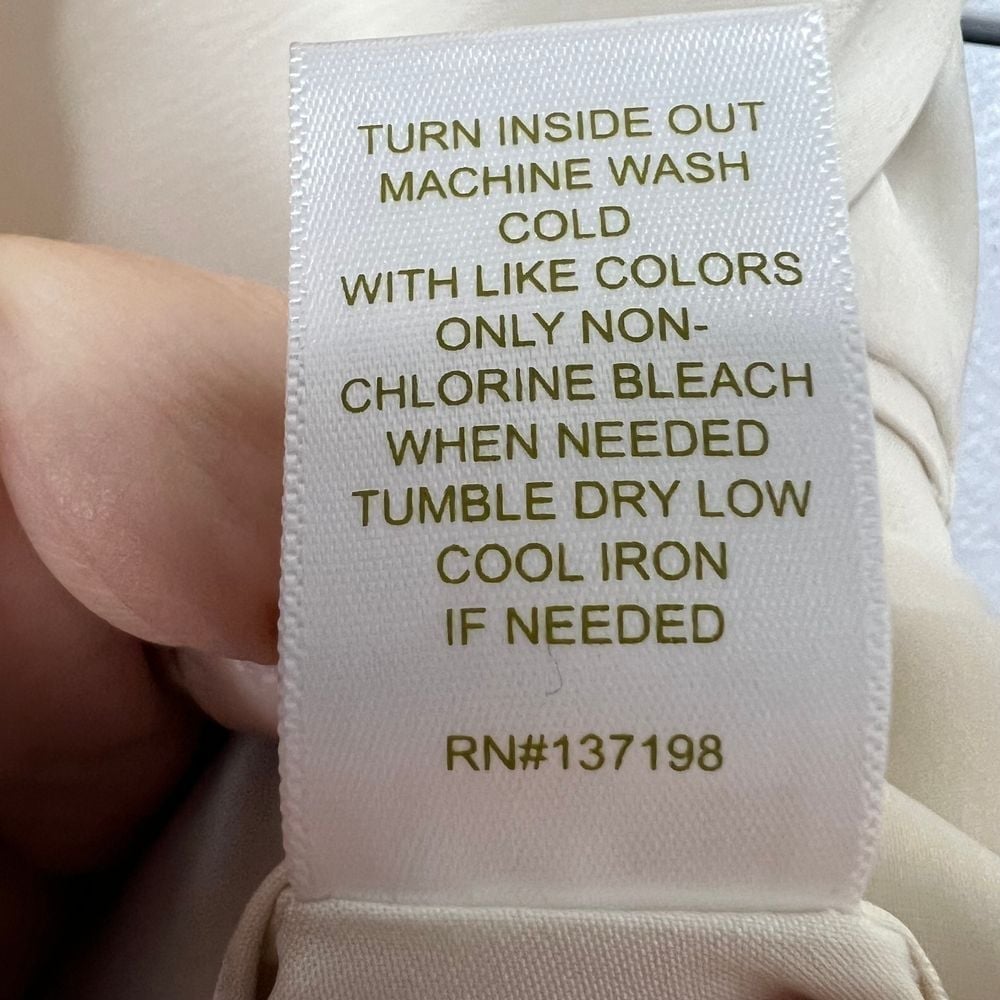 TURN INSIDE OUT
MACHINE WASH
COLD
WITH LIKE COLORS
ONLY NON-
CHLORINE BLEACH
WHEN NEEDED
TUMBLE DRY LOW
COOL IRON
IF NEEDED
RN#137198